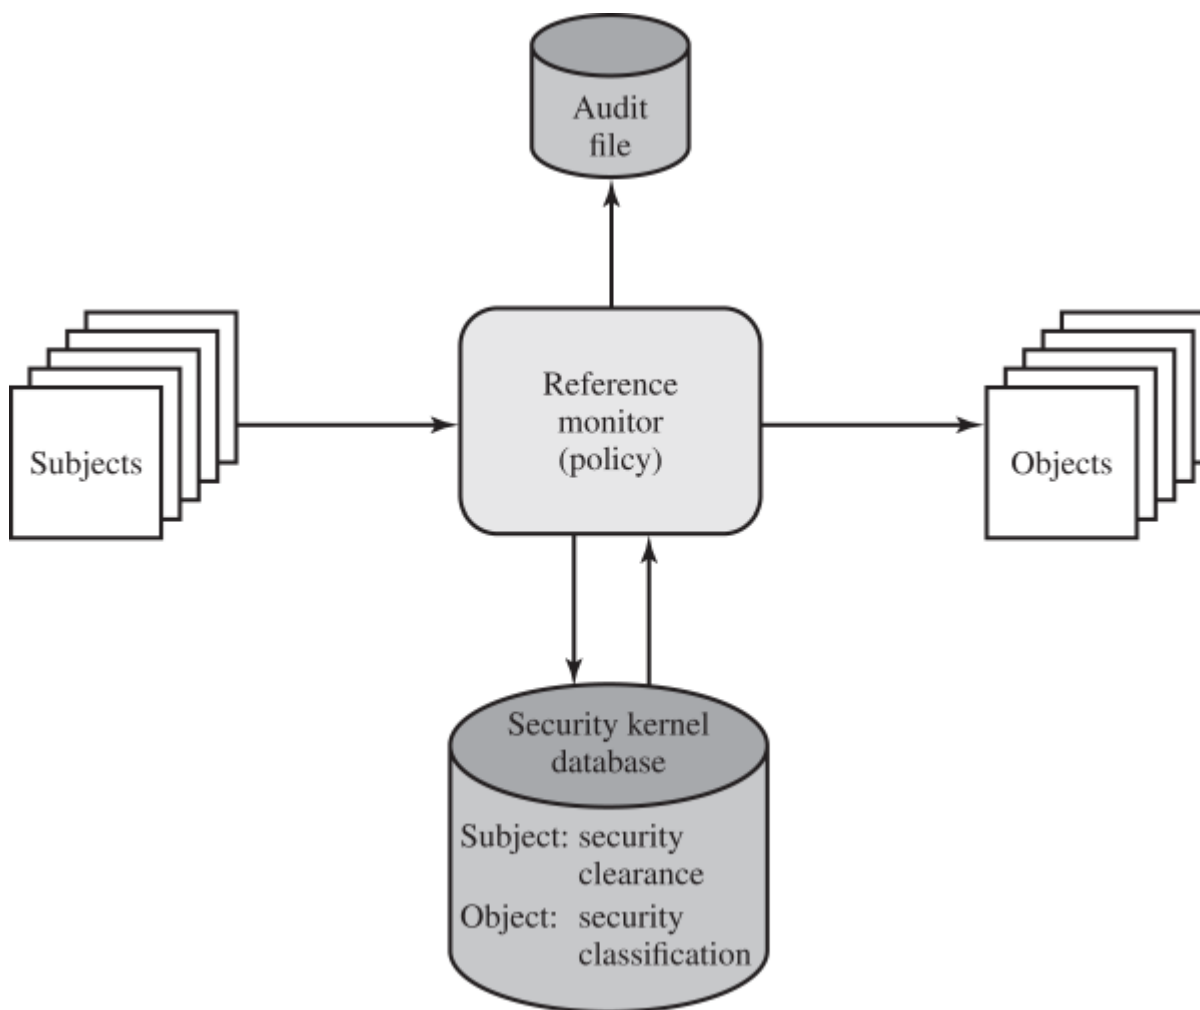 Audit
file
Reference
monitor
(policy)
Subjects
Objects
Security kernel
database
Subject: security
clearance
Object: security
classification